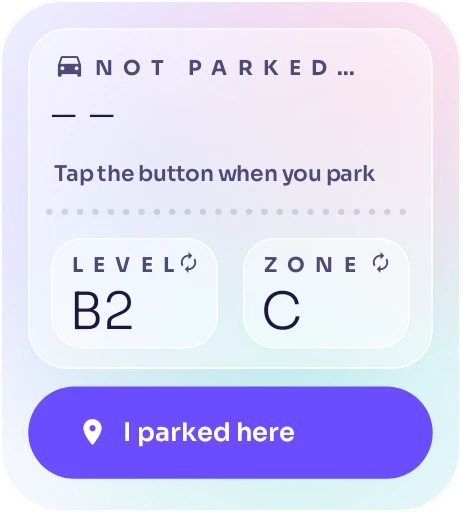 NOT PARKED…
— —
Tap the button when you park
LEVEL
B2
ZONE
C
I parked here